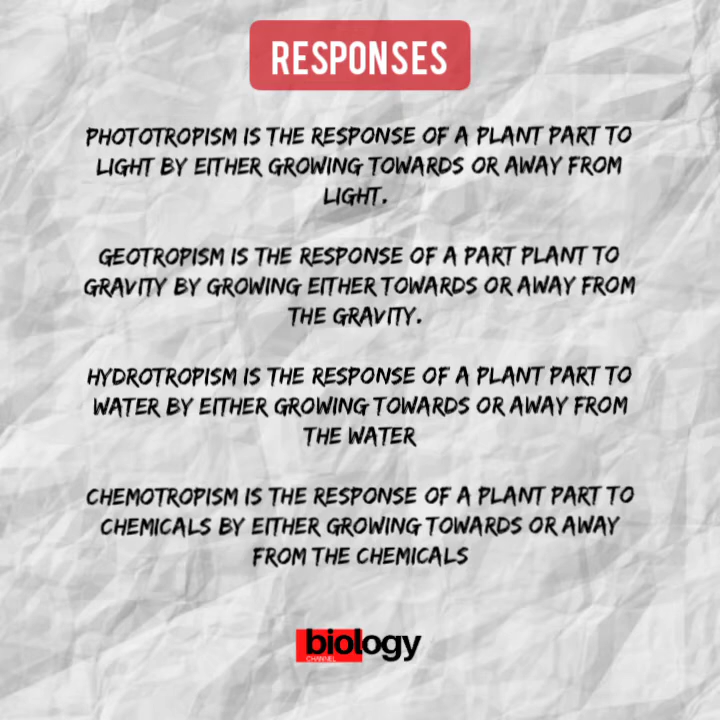 RESPONSES
PHOTOTROPISM IS THE RESPONSE OF A PLANT PART TO
LIGHT BY EITHER GROWING TOWARDS OR AWAY FROM
LIGHT.
GEOTROPISM IS THE RESPONSE OF A PART PLANT TO
GRAVITY BY GROWING EITHER TOWARDS OR AWAY FROM
THE GRAVITY.
HYDROTROPISM IS THE RESPONSE OF A PLANT PART TO
WATER BY EITHER GROWING TOWARDS OR AWAY FROM
THE WATER
CHEMOTROPISM IS THE RESPONSE OF A PLANT PART TO
CHEMICALS BY EITHER GROWING TOWARDS OR AWAY
FROM THE CHEMICALS
biology
CHANNEL